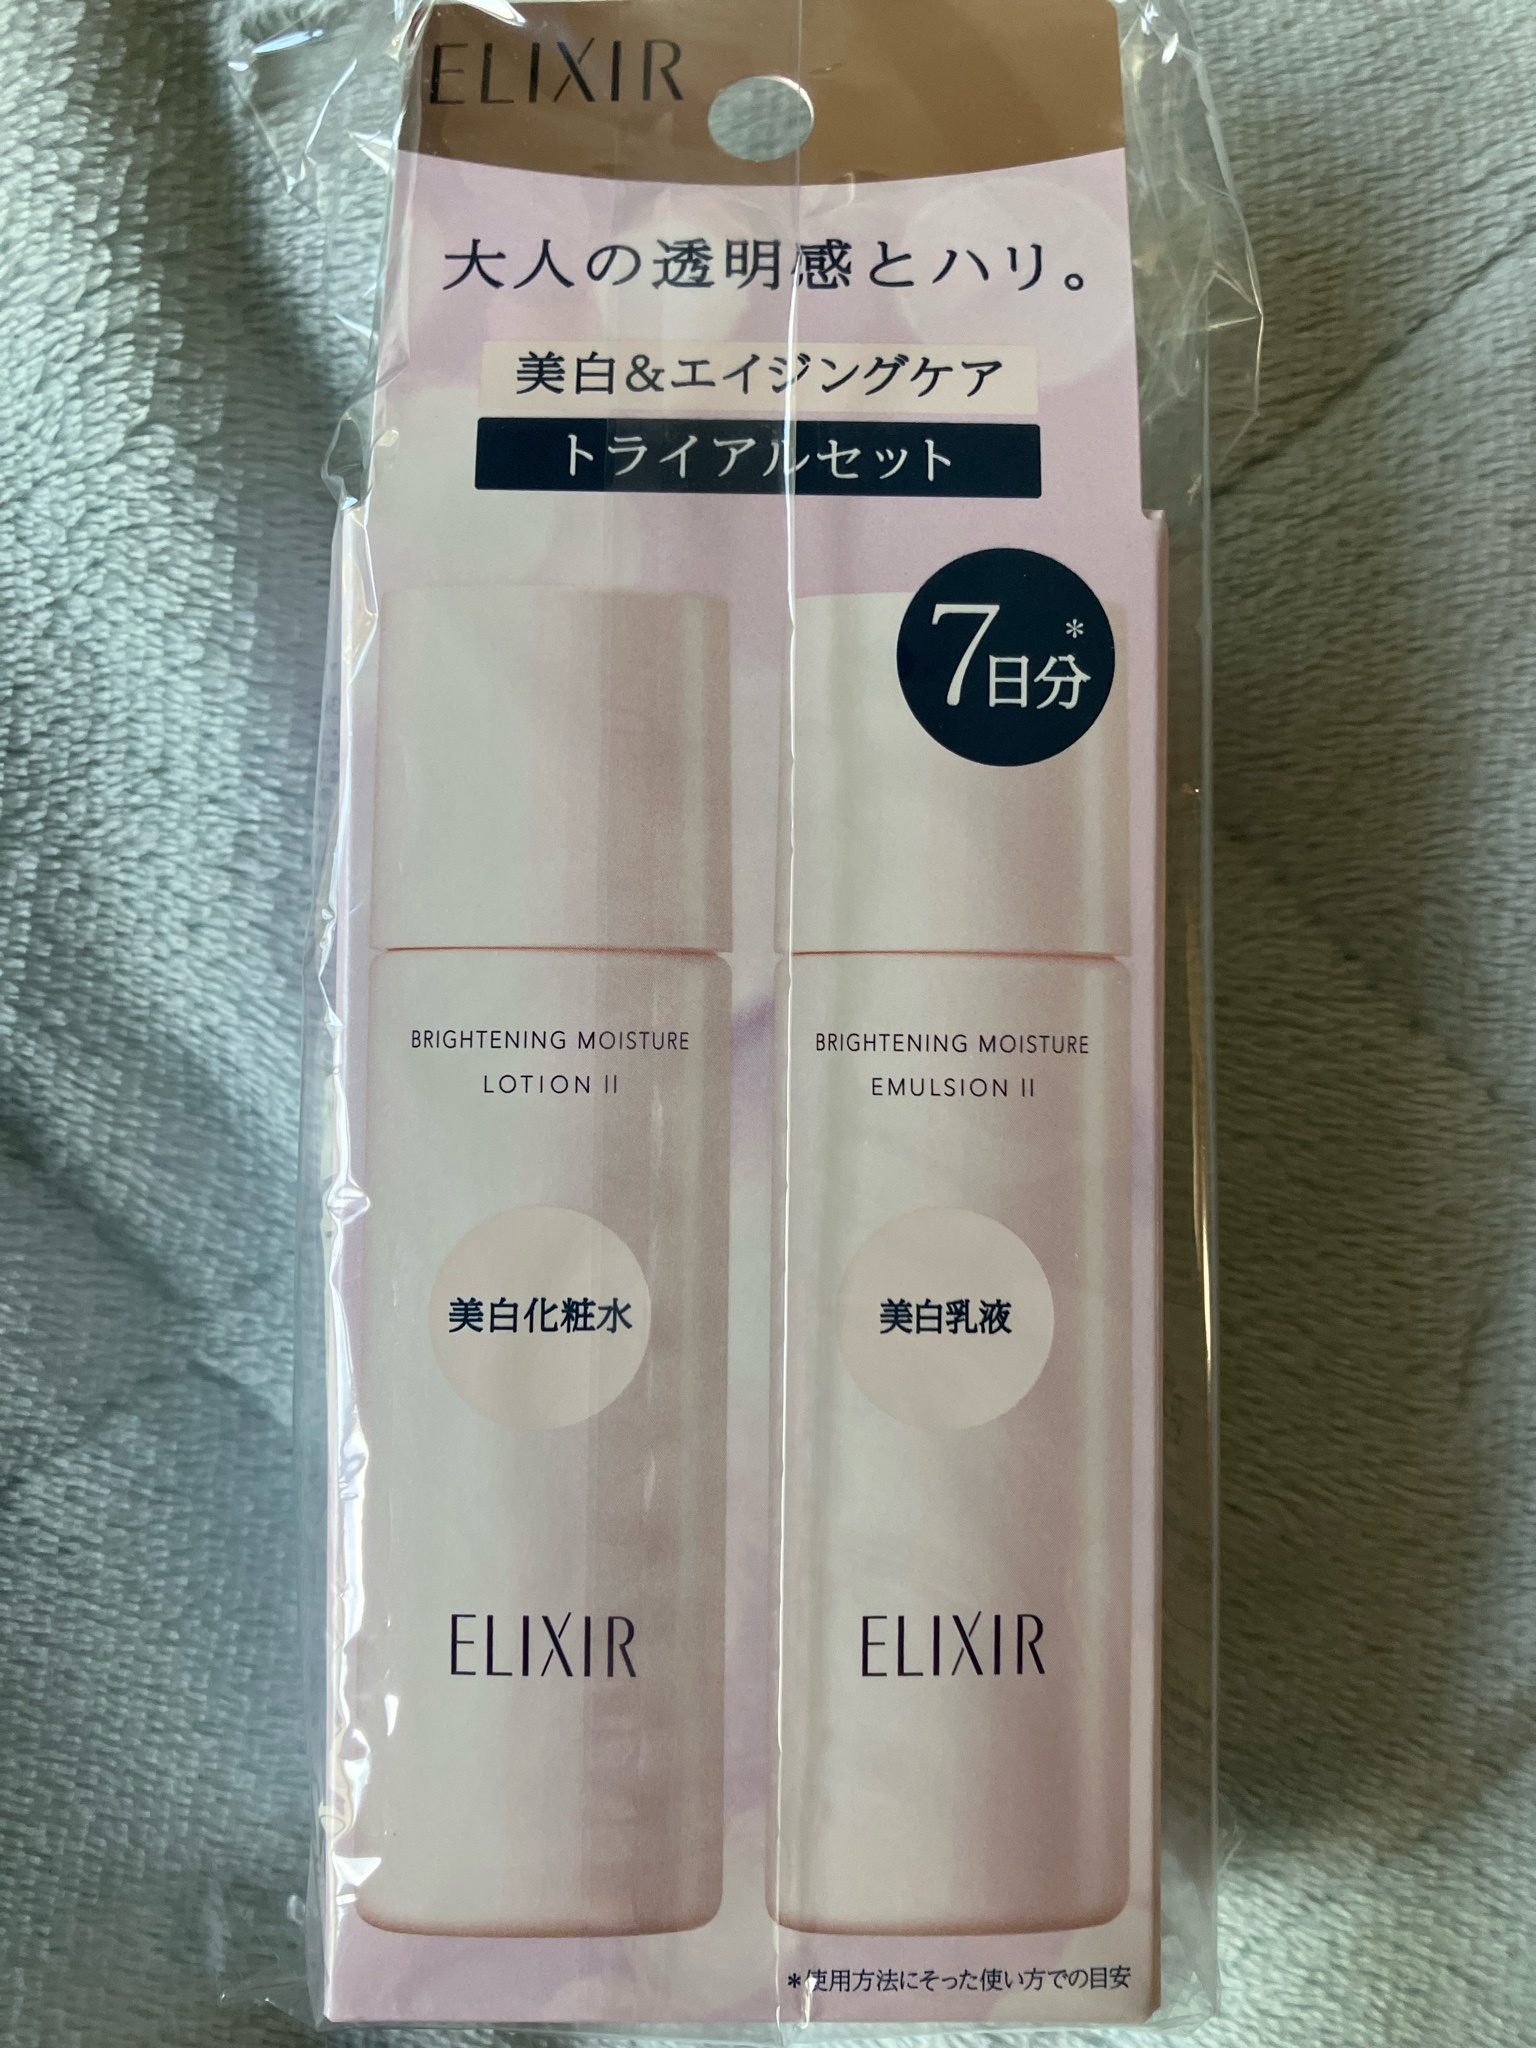 ELIXIR
大人の透明感とハリ。
美白&エイジングケア
トライアルセット
7日分*
BRIGHTENING MOISTURE
LOTION II
美白化粧水
ELIXIR
BRIGHTENING MOISTURE
EMULSION II
美白乳液
ELIXIR
*使用方法にそった使い方での目安